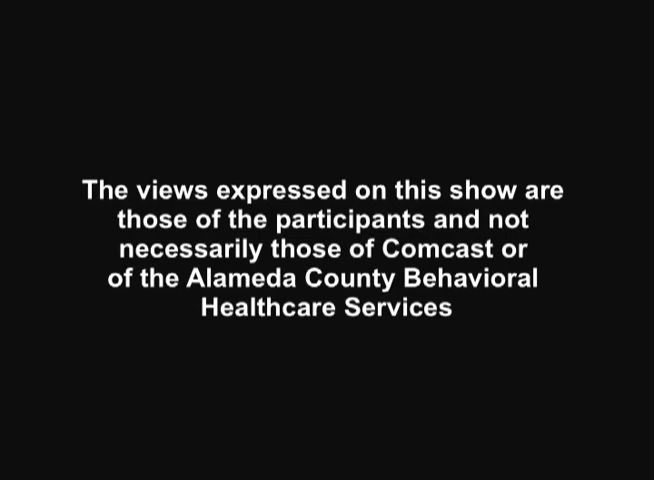 The views expressed on this show are
those of the participants and not
necessarily those of Comcast or
of the Alameda County Behavioral
Healthcare Services